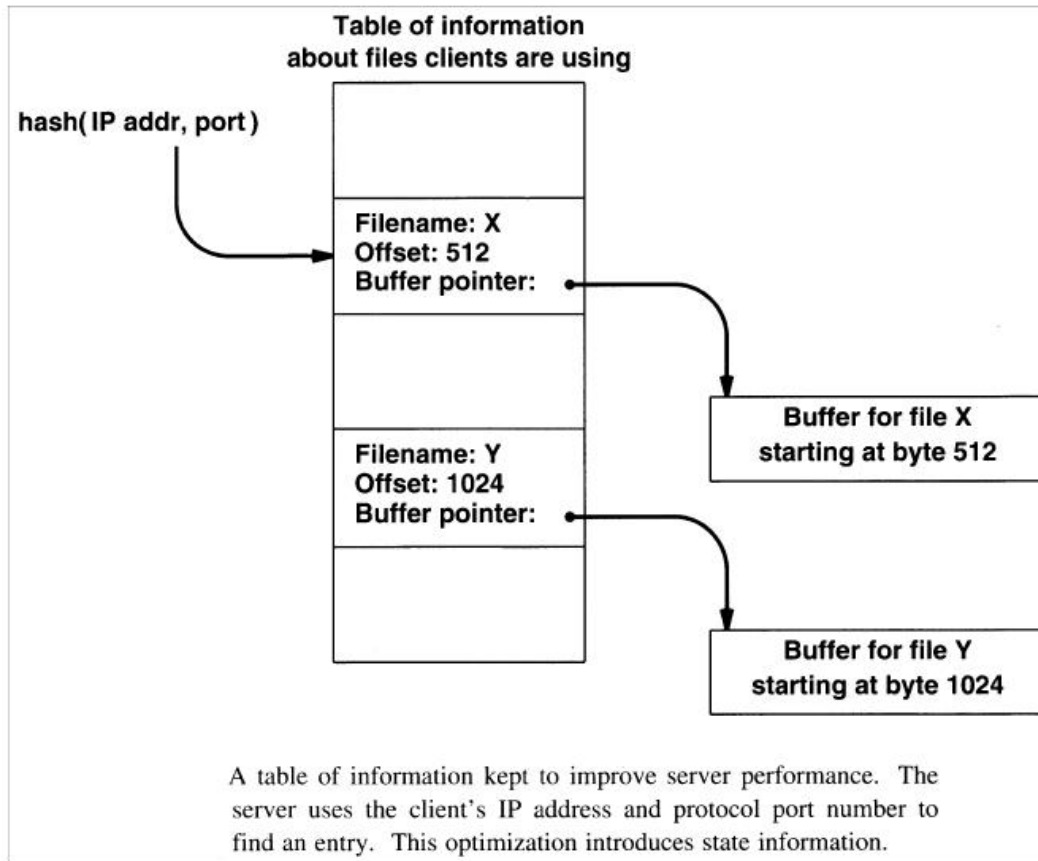 Table of information
about files clients are using
hash(IP addr, port)
Filename: X
Offset: 512
Buffer pointer:
Buffer for file X
starting at byte 512
Filename: Y
Offset: 1024
Buffer pointer:
Buffer for file Y
starting at byte 1024
A table of information kept to improve server performance. The
server uses the client's IP address and protocol port number to
find an entry. This optimization introduces state information.